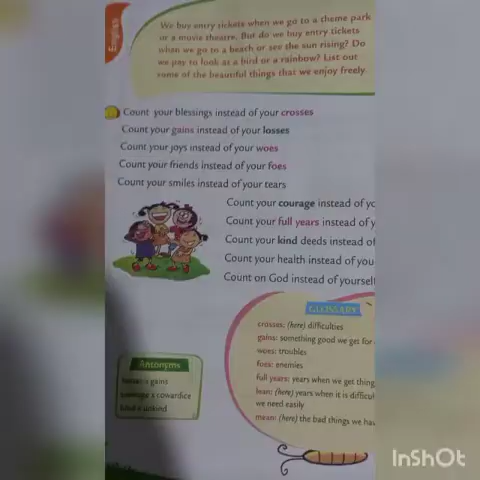 English
We buy entry tickets when we go to a theme park
or a movie theatre. But do we buy entry tickets
when we go to a beach or see the sun rising? Do
we pay to look at a bird or a rainbow? List out
some of the beautiful things that we enjoy freely.
Count your blessings instead of your crosses
Count your gains instead of your losses
Count your joys instead of your woes
Count your friends instead of your foes
Count your smiles instead of your tears
Count your courage instead of yo
Count your full years instead of y
Count your kind deeds instead of
Count your health instead of you
Count on God instead of yourself
GLOSSARY
crosses: (here) difficulties
gains: something good we get for
woes: troubles
foes: enemies
full years: years when we get thing
lean: (here) years when it is difficul
we need easily
mean: (here) the bad things we hav
Antonyms
losses x gains
courage x cowardice
kind x unkind
InShOt